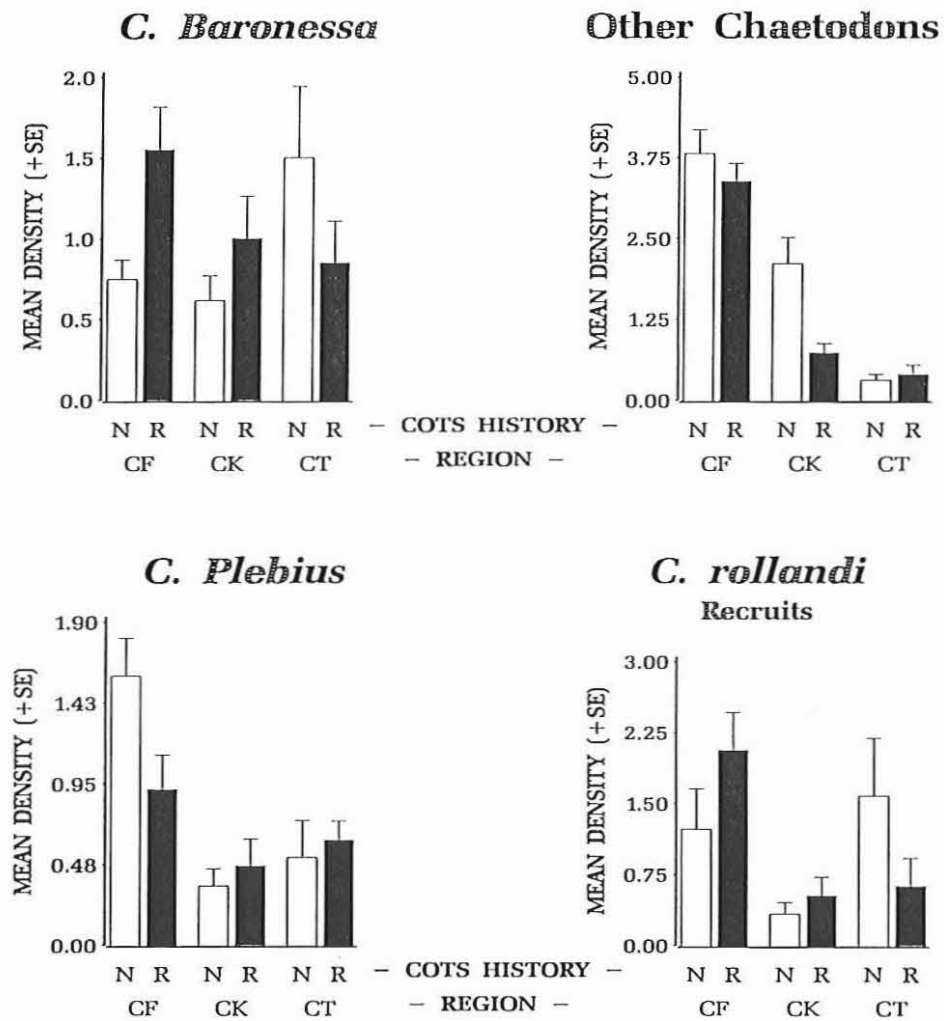 C. Baronessa
MEAN DENSITY (+SE)
2.0
1.5
1.0
0.5
0.0
N R N R N R
CF CK CT
Other Chaetodons
MEAN DENSITY (+SE)
5.00
3.75
2.50
1.25
0.00
N R N R N R
CF CK CT
– COTS HISTORY –
– REGION –
C. Plebius
MEAN DENSITY (+SE)
1.90
1.43
0.95
0.48
0.00
N R N R N R
CF CK CT
C. rollandi
Recruits
MEAN DENSITY (+SE)
3.00
2.25
1.50
0.75
0.00
N R N R N R
CF CK CT
– COTS HISTORY –
– REGION –